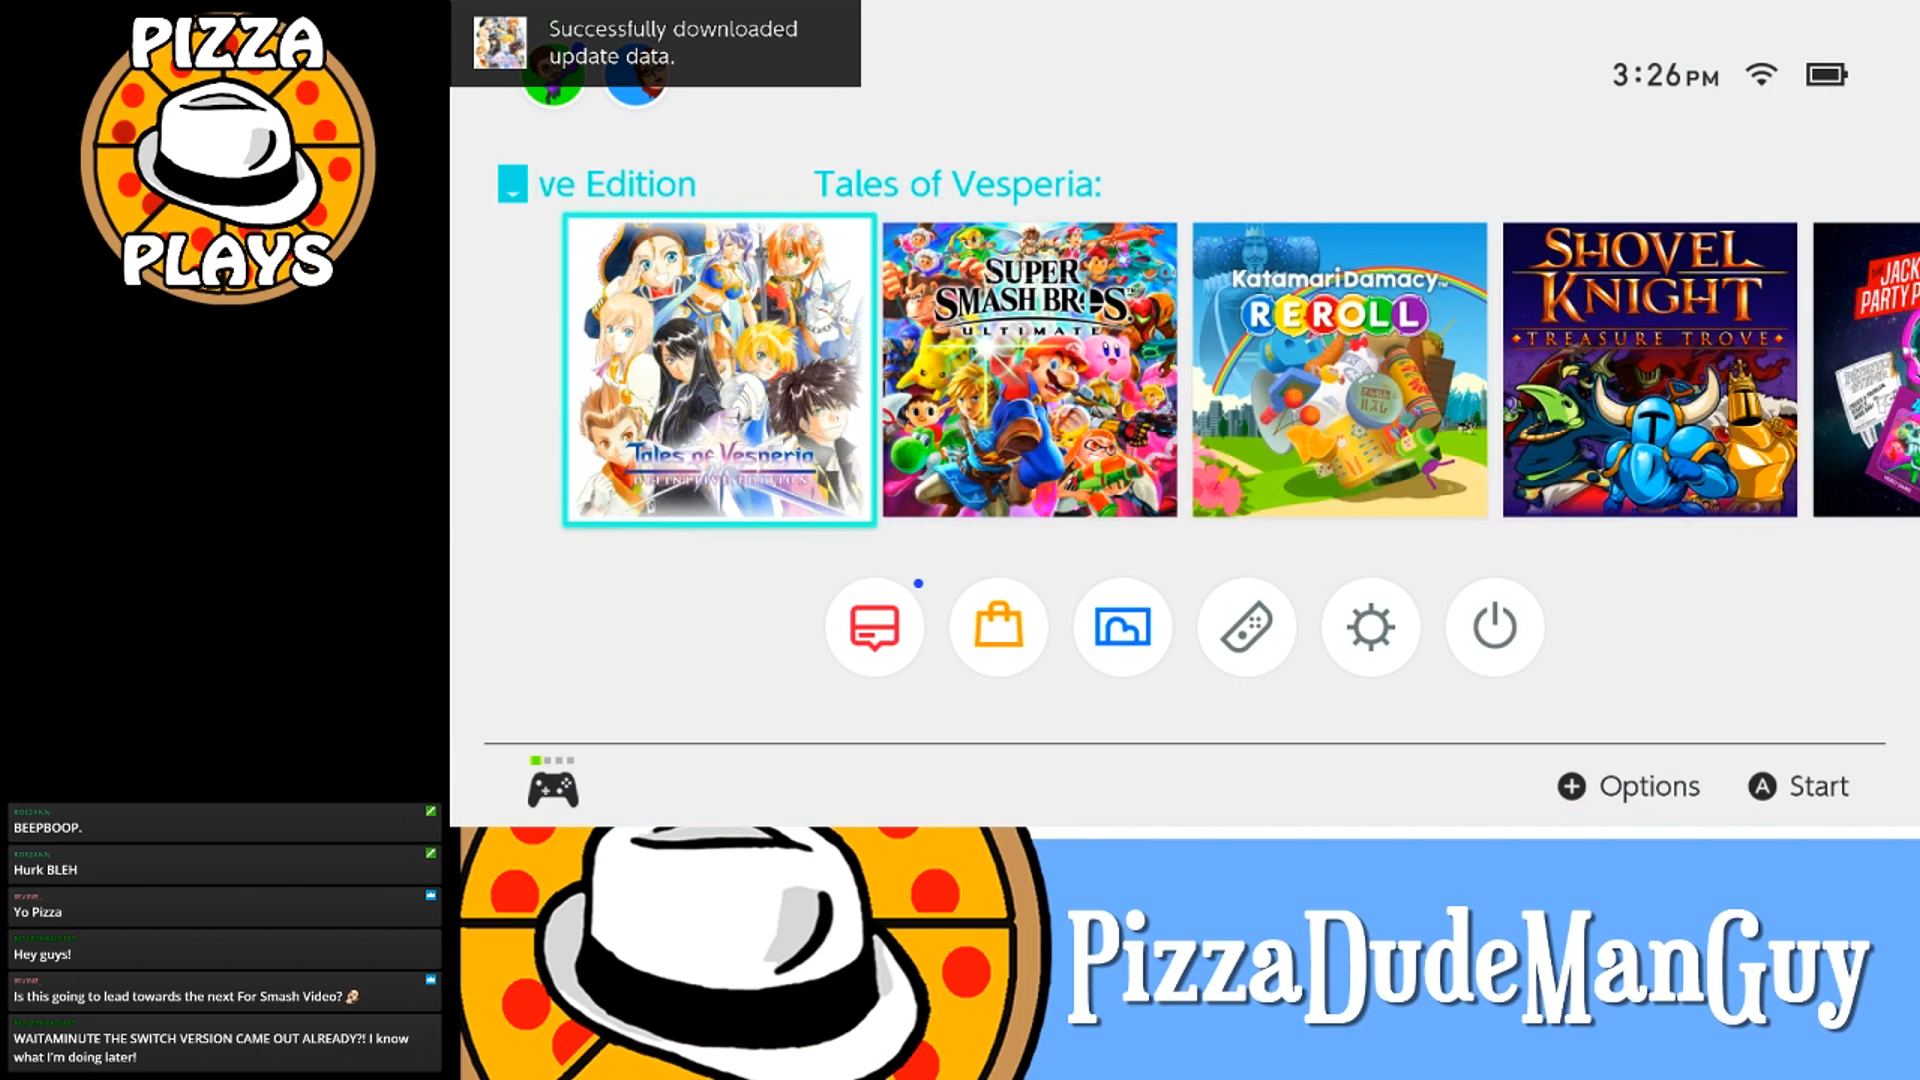 PIZZA
PLAYS
Successfully downloaded
update data.
3:26PM
ve Edition
Tales of Vesperia:
Tales of Vesperia
DEFINITIVE EDITION
SUPER
SMASH BROS.
ULTIMATE
Katamari Damacy
REROLL
SHOVEL
KNIGHT
TREASURE TROVE
JACK
PARTY P
Options
A Start
BEEPBOOP.
Hurk BLEH
Yo Pizza
Hey guys!
Is this going to lead towards the next For Smash Video?
WAITAMINUTE THE SWITCH VERSION CAME OUT ALREADY?! I know
what I'm doing later!
PizzaDudeManGuy